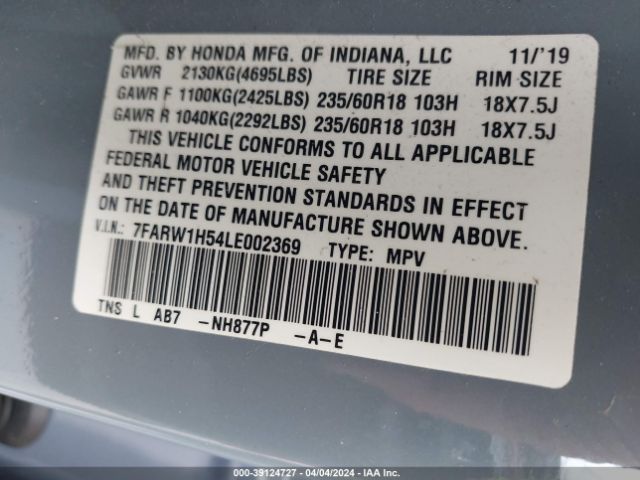 MFD. BY HONDA MFG. OF INDIANA, LLC 11/'19
GVWR 2130KG(4695LBS) TIRE SIZE RIM SIZE
GAWR F 1100KG(2425LBS) 235/60R18 103H 18X7.5J
GAWR R 1040KG(2292LBS) 235/60R18 103H 18X7.5J
THIS VEHICLE CONFORMS TO ALL APPLICABLE
FEDERAL MOTOR VEHICLE SAFETY
AND THEFT PREVENTION STANDARDS IN EFFECT
ON THE DATE OF MANUFACTURE SHOWN ABOVE.
V.I.N.: 7FARW1H54LE002369 TYPE: MPV
TNS L AB7 -NH877P -A-E
000-39124727 - 04/04/2024 - IAA Inc.